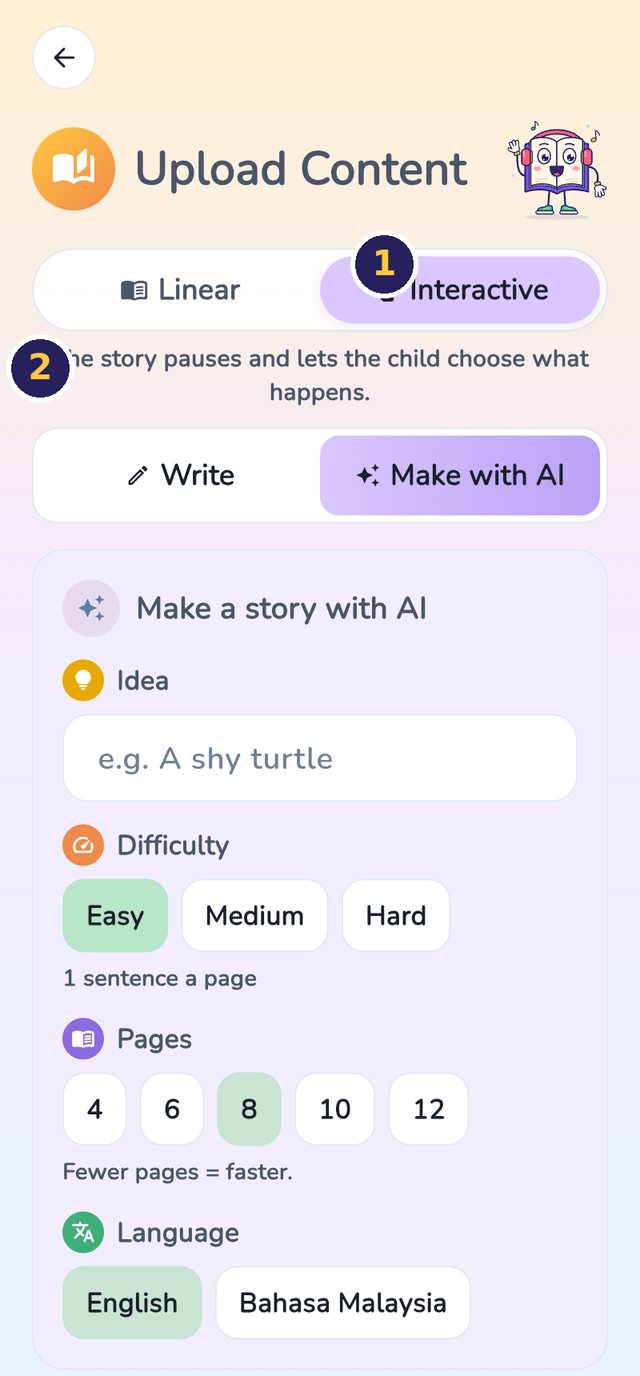 Upload Content
1
Linear
Interactive
2
he story pauses and lets the child choose what
happens.
Write
Make with AI
Make a story with AI
Idea
e.g. A shy turtle
Difficulty
Easy
Medium
Hard
1 sentence a page
Pages
4
6
8
10
12
Fewer pages = faster.
Language
English
Bahasa Malaysia